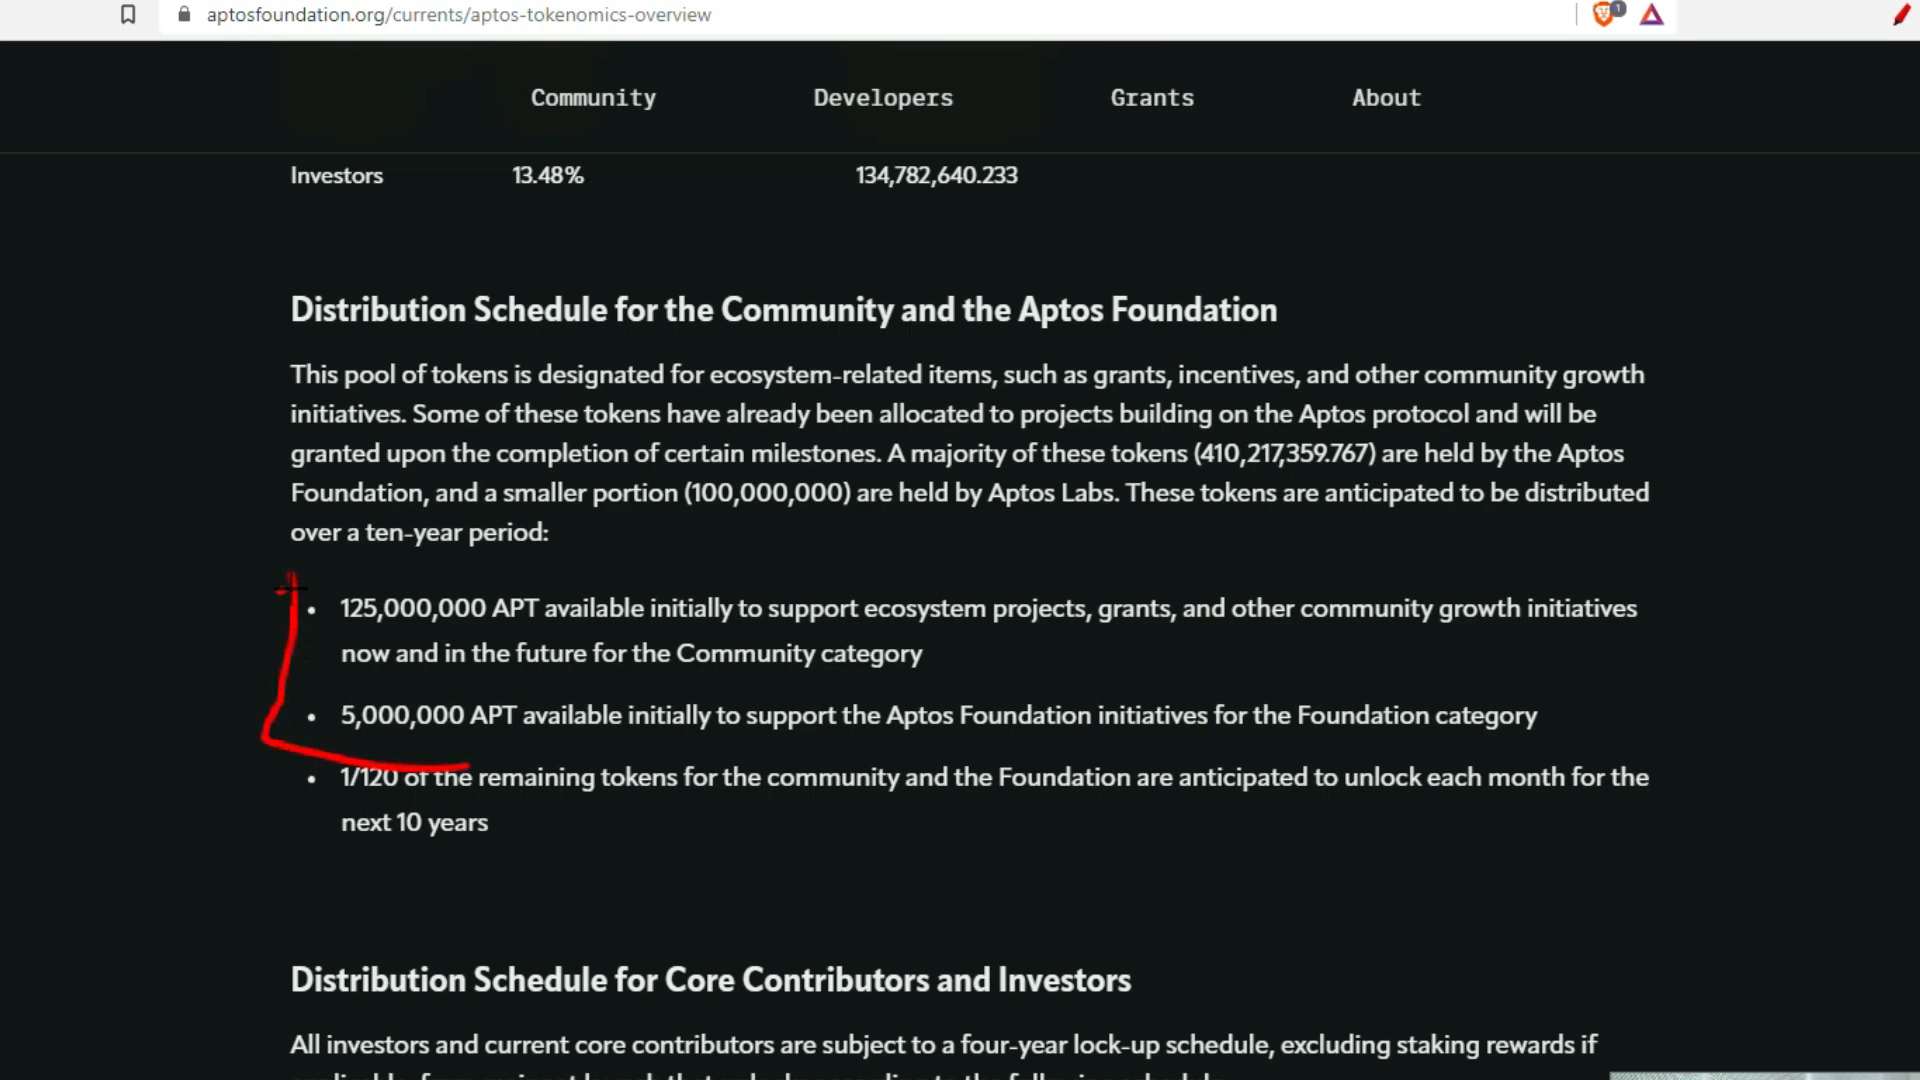 aptosfoundation.org/currents/aptos-tokenomics-overview
1
Community Developers Grants About
Investors 13.48% 134,782,640.233
Distribution Schedule for the Community and the Aptos Foundation
This pool of tokens is designated for ecosystem-related items, such as grants, incentives, and other community growth
initiatives. Some of these tokens have already been allocated to projects building on the Aptos protocol and will be
granted upon the completion of certain milestones. A majority of these tokens (410,217,359.767) are held by the Aptos
Foundation, and a smaller portion (100,000,000) are held by Aptos Labs. These tokens are anticipated to be distributed
over a ten-year period:
• 125,000,000 APT available initially to support ecosystem projects, grants, and other community growth initiatives
now and in the future for the Community category
• 5,000,000 APT available initially to support the Aptos Foundation initiatives for the Foundation category
• 1/120 of the remaining tokens for the community and the Foundation are anticipated to unlock each month for the
next 10 years
Distribution Schedule for Core Contributors and Investors
All investors and current core contributors are subject to a four-year lock-up schedule, excluding staking rewards if